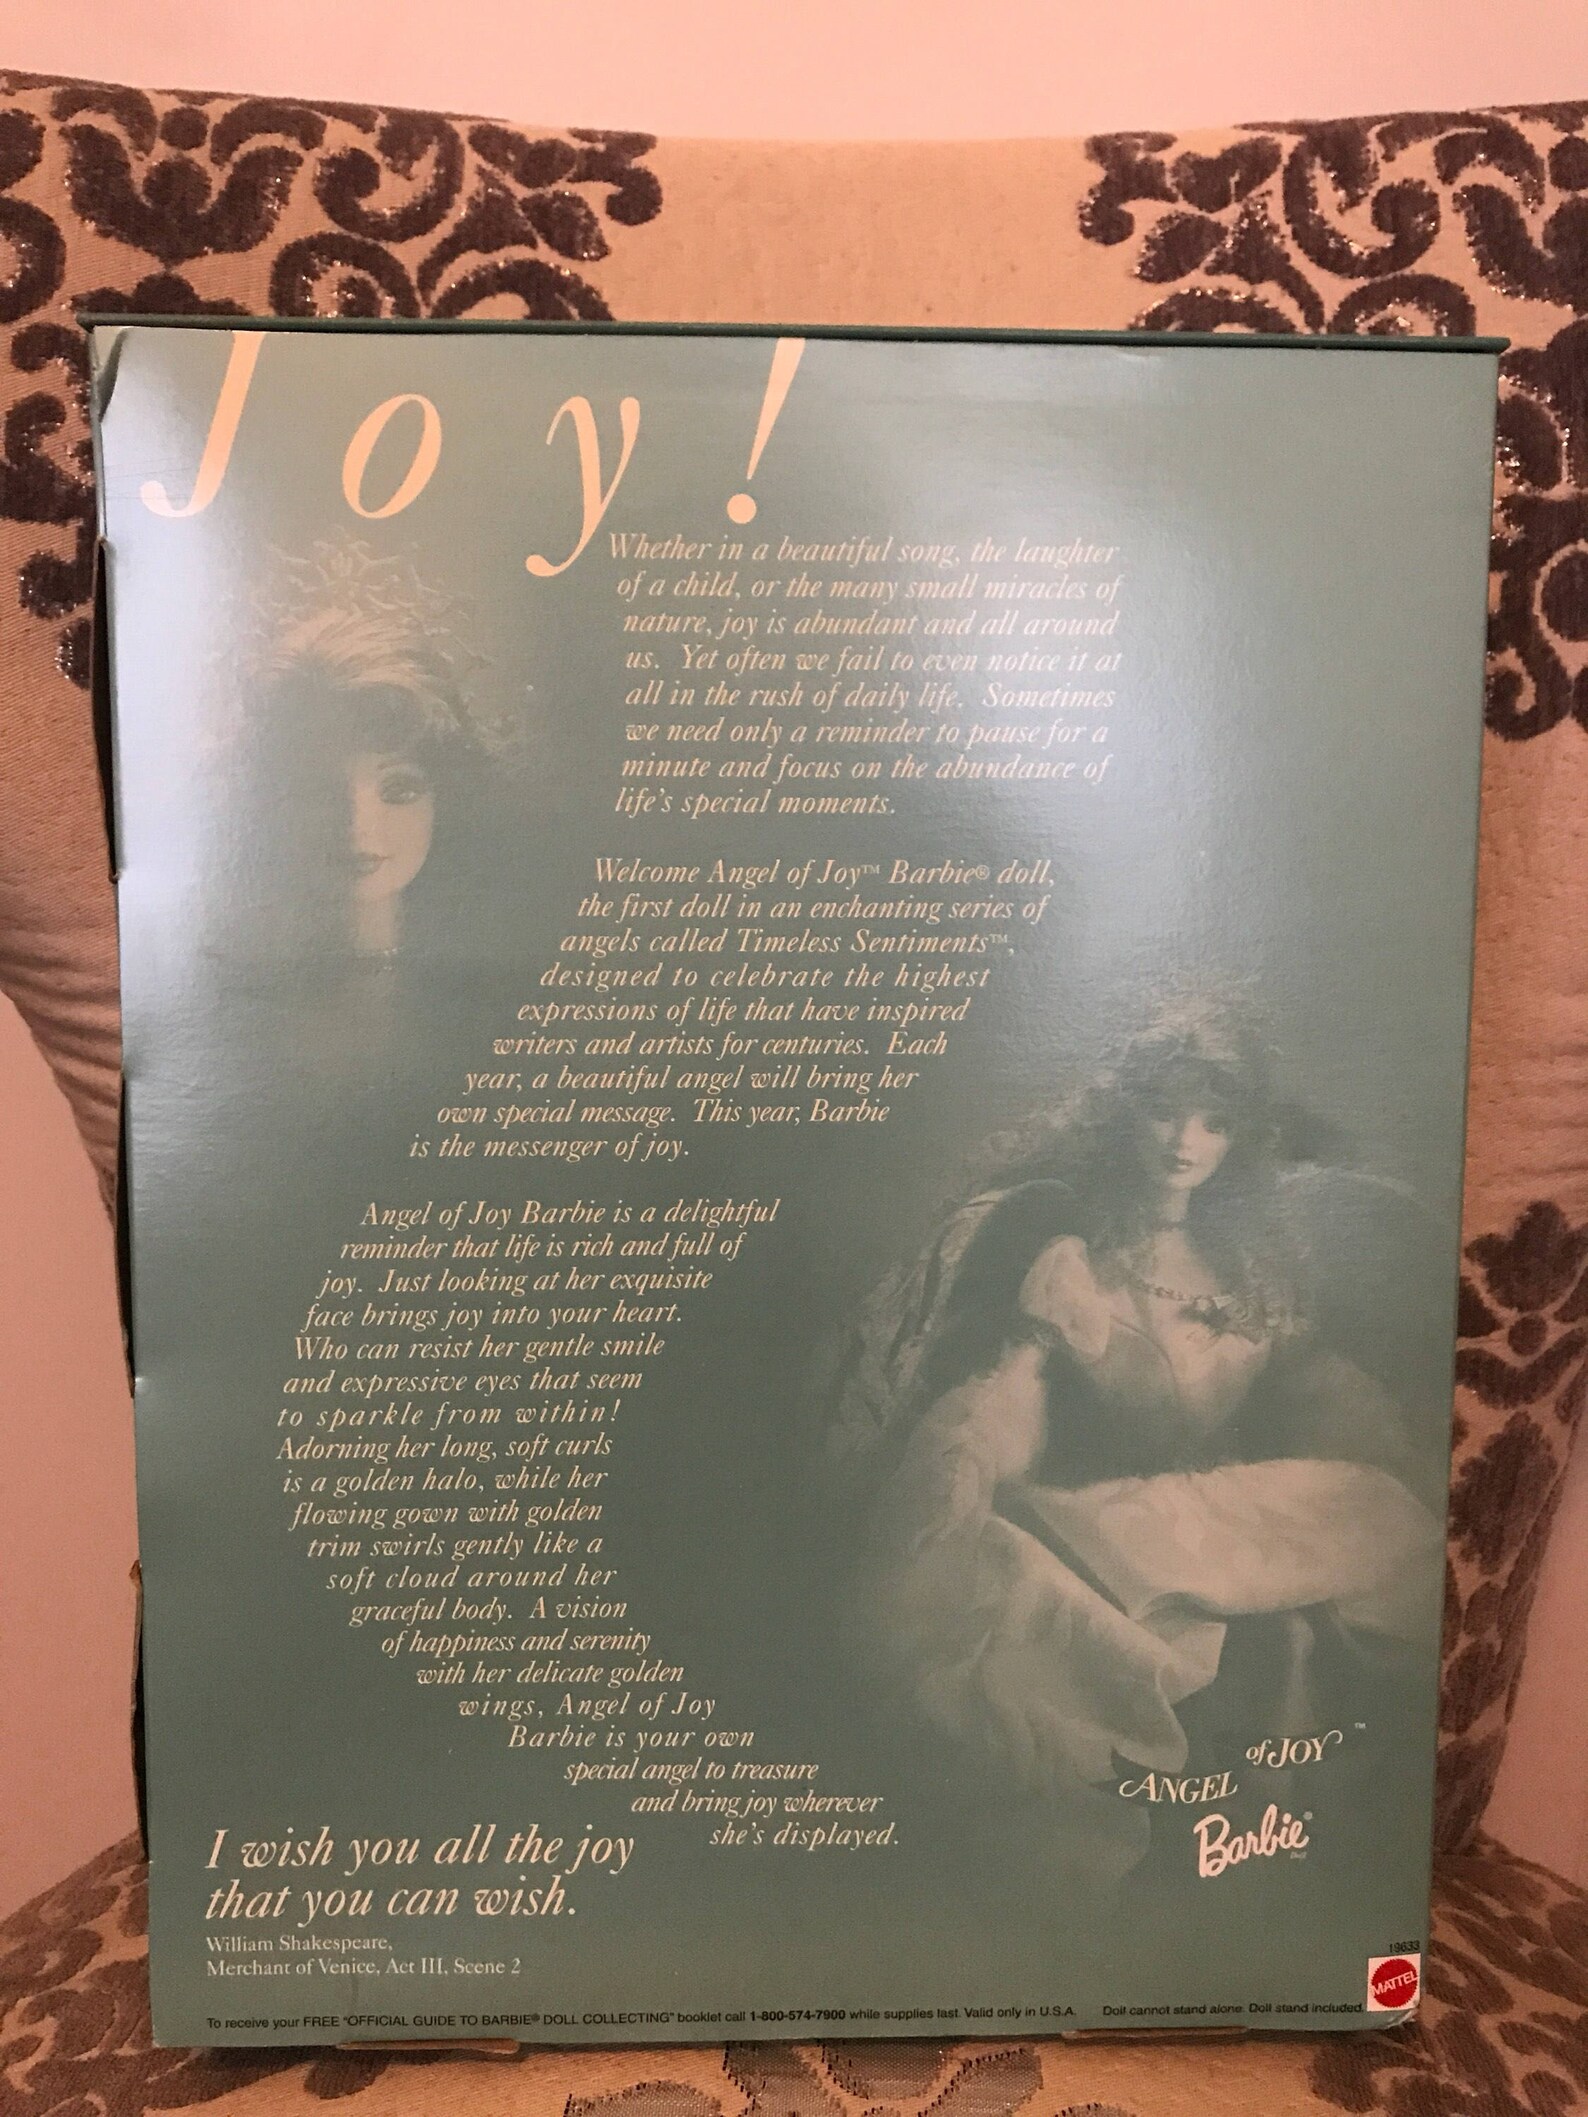 Joy!
Whether in a beautiful song, the laughter
of a child, or the many small miracles of
nature, joy is abundant and all around
us. Yet often we fail to even notice it at
all in the rush of daily life. Sometimes
we need only a reminder to pause for a
minute and focus on the abundance of
life's special moments.
Welcome Angel of Joy™ Barbie® doll,
the first doll in an enchanting series of
angels called Timeless Sentiments™,
designed to celebrate the highest
expressions of life that have inspired
writers and artists for centuries. Each
year, a beautiful angel will bring her
own special message. This year, Barbie
is the messenger of joy.
Angel of Joy Barbie is a delightful
reminder that life is rich and full of
joy. Just looking at her exquisite
face brings joy into your heart.
Who can resist her gentle smile
and expressive eyes that seem
to sparkle from within!
Adorning her long, soft curls
is a golden halo, while her
flowing gown with golden
trim swirls gently like a
soft cloud around her
graceful body. A vision
of happiness and serenity
with her delicate golden
wings, Angel of Joy
Barbie is your own
special angel to treasure
and bring joy wherever
she's displayed.
I wish you all the joy
that you can wish.
William Shakespeare,
Merchant of Venice, Act III, Scene 2
ANGEL of JOY™
Barbie®
Doll
19633
MATTEL
To receive your FREE "OFFICIAL GUIDE TO BARBIE® DOLL COLLECTING" booklet call 1-800-574-7900 while supplies last. Valid only in U.S.A. Doll cannot stand alone. Doll stand included.